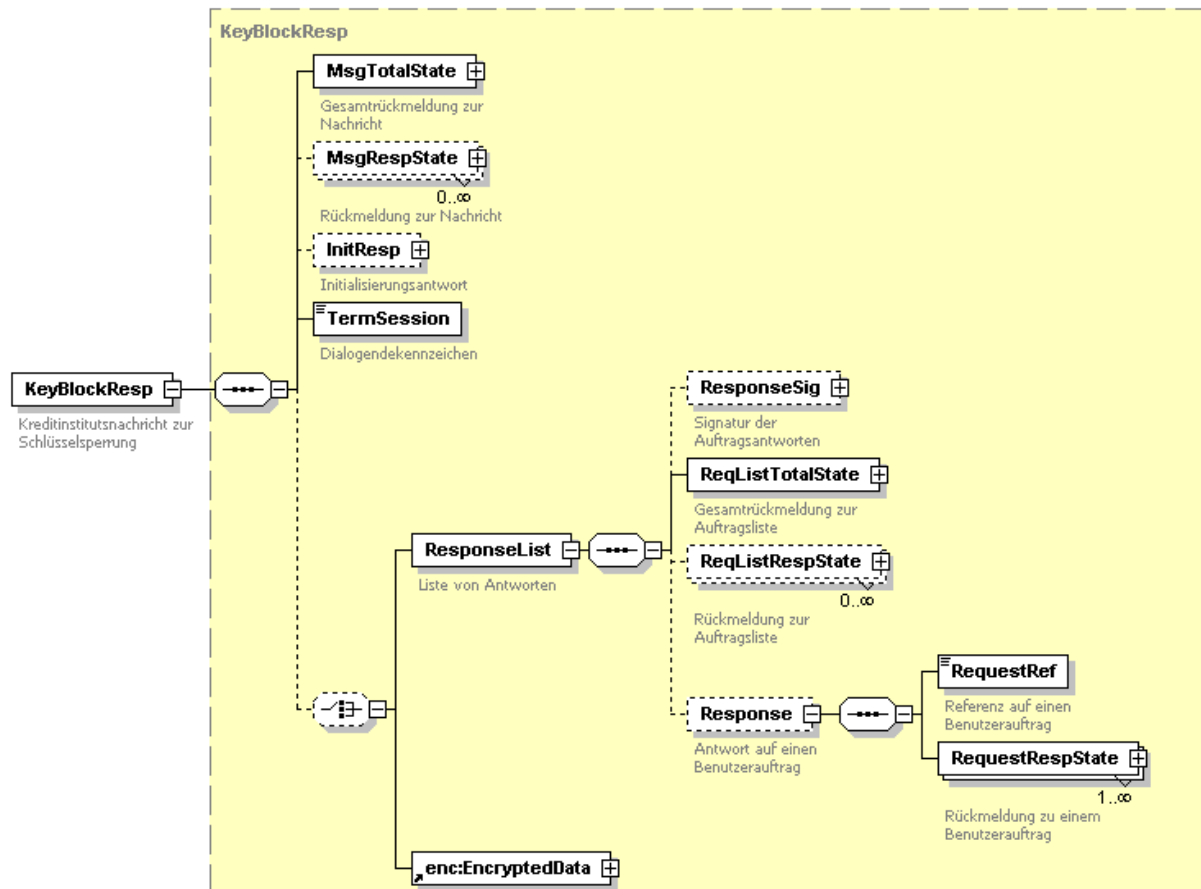 KeyBlockResp
MsgTotalState
Gesamtrückmeldung zur
Nachricht
MsgRespState
0..∞
Rückmeldung zur Nachricht
InitResp
Initialisierungsantwort
TermSession
Dialogendekennzeichen
KeyBlockResp
Kreditinstitutsnachricht zur
Schlüsselsperrung
ResponseSig
Signatur der
Auftragsantworten
ReqListTotalState
Gesamtrückmeldung zur
Auftragsliste
ResponseList
Liste von Antworten
ReqListRespState
0..∞
Rückmeldung zur
Auftragsliste
Response
Antwort auf einen
Benutzerauftrag
RequestRef
Referenz auf einen
Benutzerauftrag
RequestRespState
1..∞
Rückmeldung zu einem
Benutzerauftrag
enc:EncryptedData